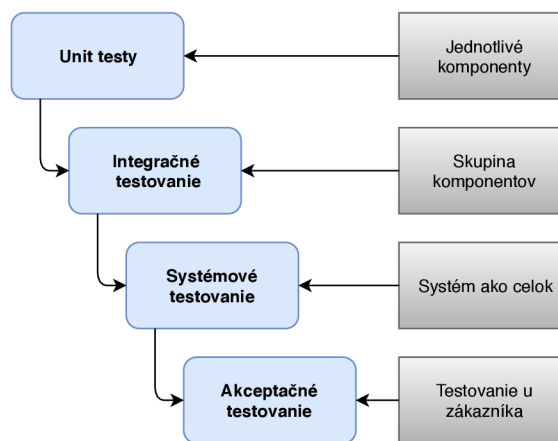 Unit testy
Jednotlivé
komponenty
Integračné
testovanie
Skupina
komponentov
Systémové
testovanie
Systém ako celok
Akceptačné
testovanie
Testovanie u
zákazníka